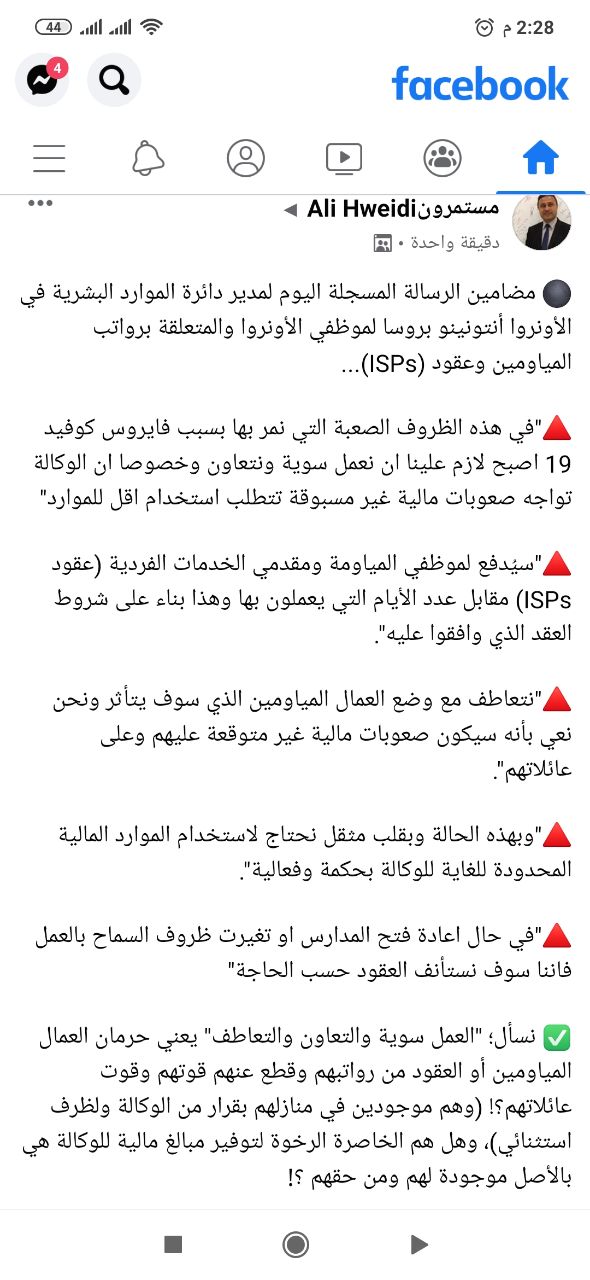 44
2:28 م
4
facebook
Ali Hweidiمستمرون ◀
دقيقة واحدة •
مضامين الرسالة المسجلة اليوم لمدير دائرة الموارد البشرية في
الأونروا أنتونينو بروسا لموظفي الأونروا والمتعلقة برواتب
المياومين وعقود (ISPs)...
🔺"في هذه الظروف الصعبة التي نمر بها بسبب فايروس كوفيد
19 اصبح لازم علينا ان نعمل سوية ونتعاون وخصوصا ان الوكالة
تواجه صعوبات مالية غير مسبوقة تتطلب استخدام اقل للموارد"
🔺"سيُدفع لموظفي المياومة ومقدمي الخدمات الفردية (عقود
ISPs) مقابل عدد الأيام التي يعملون بها وهذا بناء على شروط
العقد الذي وافقوا عليه".
🔺"نتعاطف مع وضع العمال المياومين الذي سوف يتأثر ونحن
نعي بأنه سيكون صعوبات مالية غير متوقعة عليهم وعلى
عائلاتهم".
🔺"وبهذه الحالة وبقلب مثقل نحتاج لاستخدام الموارد المالية
المحدودة للغاية للوكالة بحكمة وفعالية".
🔺"في حال اعادة فتح المدارس او تغيرت ظروف السماح بالعمل
فاننا سوف نستأنف العقود حسب الحاجة"
✅ نسأل؛ "العمل سوية والتعاون والتعاطف" يعني حرمان العمال
المياومين أو العقود من رواتبهم وقطع عنهم قوتهم وقوت
عائلاتهم؟! (وهم موجودين في منازلهم بقرار من الوكالة ولظرف
استثنائي)، وهل هم الخاصرة الرخوة لتوفير مبالغ مالية للوكالة هي
بالأصل موجودة لهم ومن حقهم ؟!